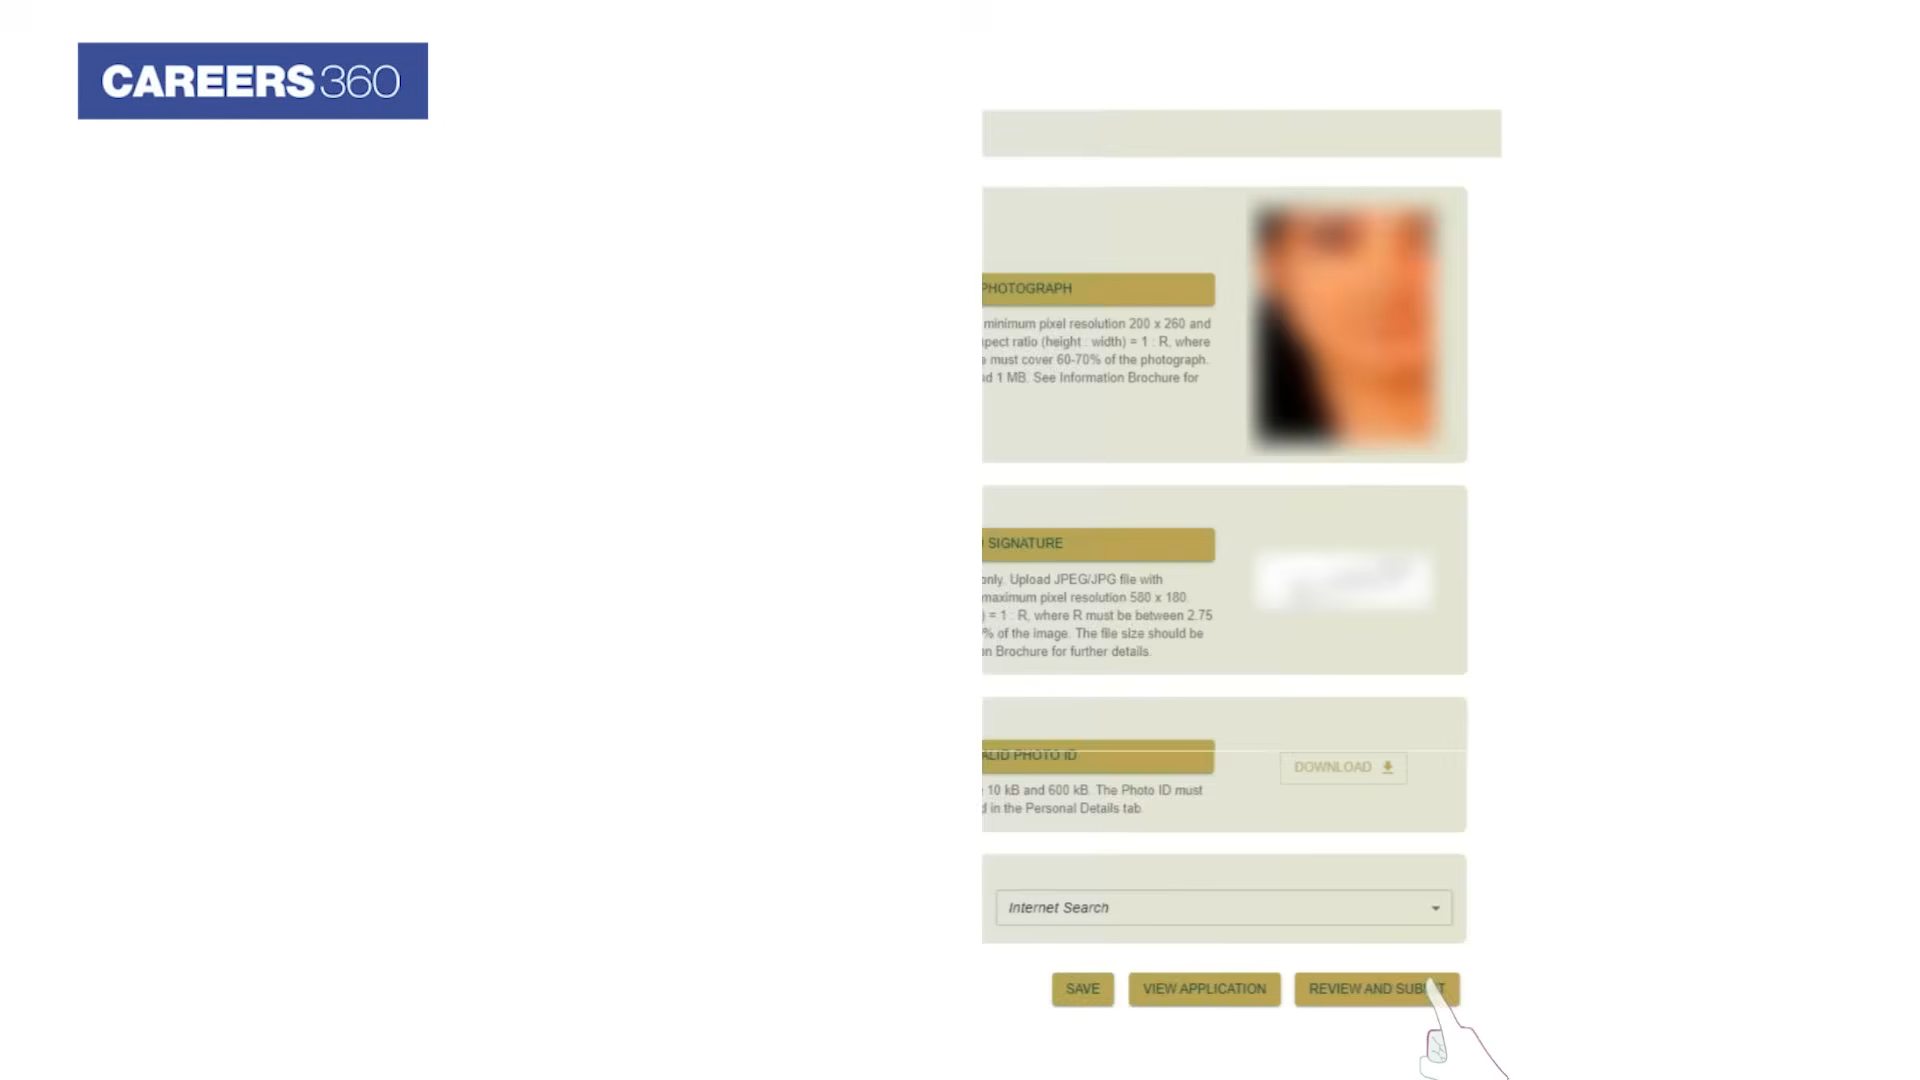 CAREERS360
PHOTOGRAPH
minimum pixel resolution 200 x 260 and
pect ratio (height : width) = 1 : R, where
must cover 60-70% of the photograph.
d 1 MB. See Information Brochure for
SIGNATURE
only. Upload JPEG/JPG file with
maximum pixel resolution 580 x 180.
) = 1 : R, where R must be between 2.75
% of the image. The file size should be
n Brochure for further details.
ALID PHOTO ID
DOWNLOAD
10 kB and 600 kB. The Photo ID must
d in the Personal Details tab.
Internet Search
SAVE VIEW APPLICATION REVIEW AND SUBMIT